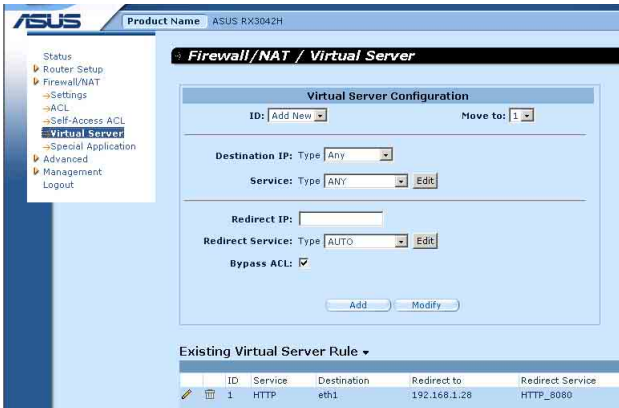 ASUS
Product Name ASUS RX3042H
Status
Router Setup
Firewall/NAT
Settings
ACL
Self-Access ACL
Virtual Server
Special Application
Advanced
Management
Logout
Firewall/NAT / Virtual Server
Virtual Server Configuration
ID: Add New Move to: 1
Destination IP: Type Any
Service: Type ANY Edit
Redirect IP:
Redirect Service: Type AUTO Edit
Bypass ACL:
Add Modify
Existing Virtual Server Rule
ID Service Destination Redirect to Redirect Service
1 HTTP eth1 192.168.1.28 HTTP_8080